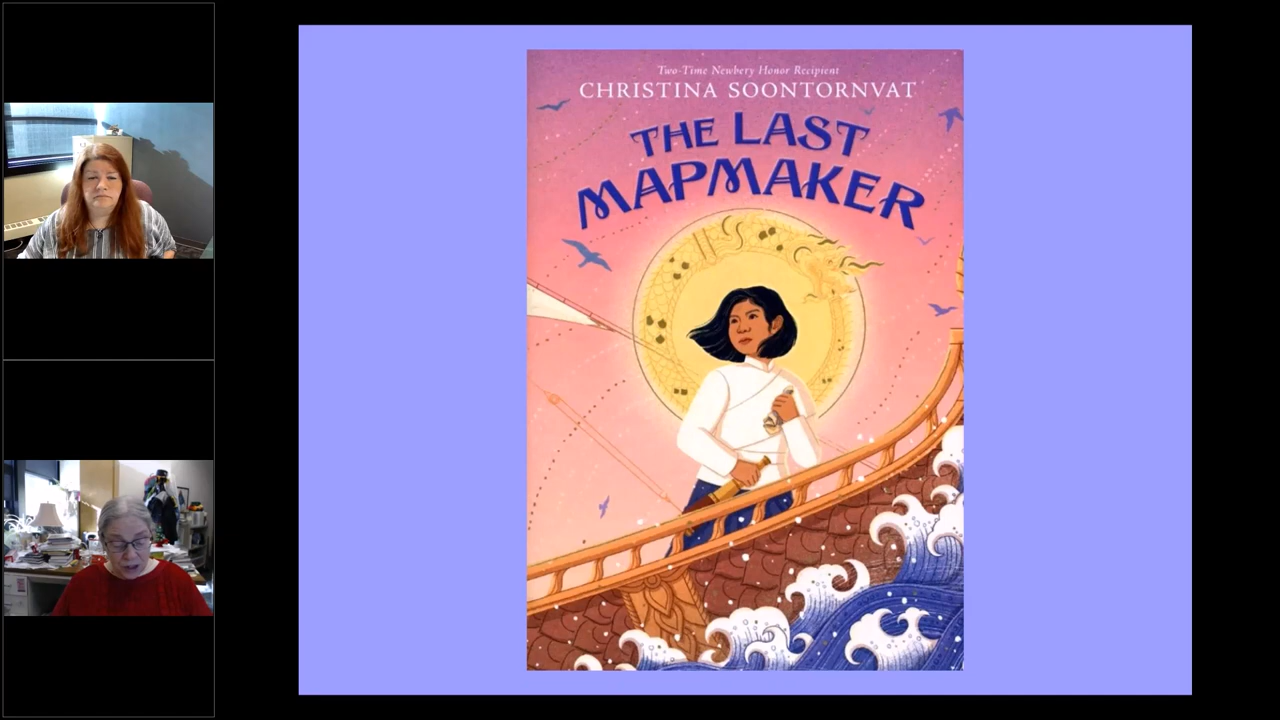 Two-Time Newbery Honor Recipient
CHRISTINA SOONTORNVAT
THE LAST
MAPMAKER